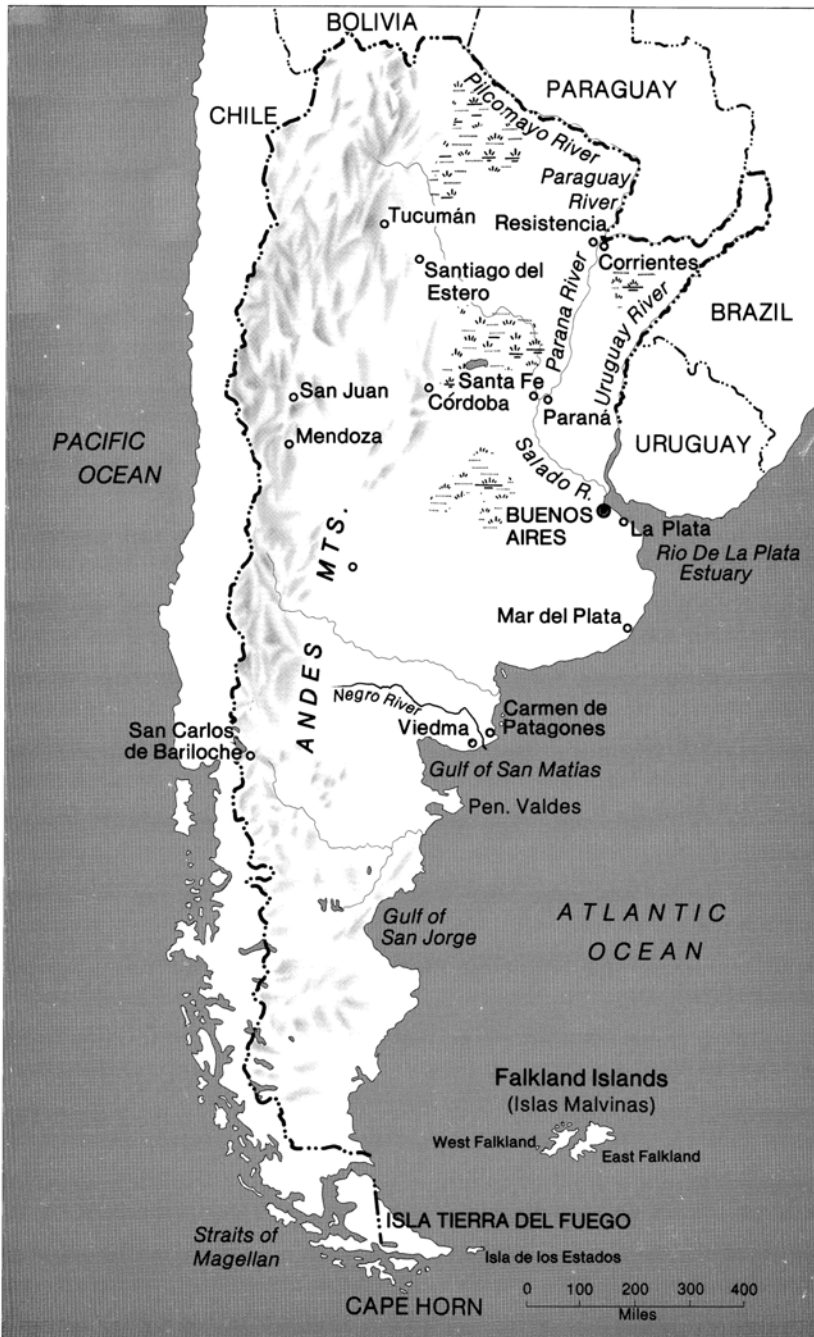 BOLIVIA
PARAGUAY
CHILE
Pilcomayo River
Paraguay
River
Tucumán
Resistencia
Corrientes
Santiago del
Estero
Parana River
Uruguay River
BRAZIL
San Juan
Santa Fe
Córdoba
Paraná
PACIFIC
OCEAN
Mendoza
URUGUAY
Salado R.
BUENOS
AIRES
La Plata
Rio De La Plata
Estuary
ANDES MTS.
Mar del Plata
Negro River
Carmen de
Patagones
San Carlos
de Bariloche
Viedma
Gulf of San Matias
Pen. Valdes
Gulf of
San Jorge
ATLANTIC
OCEAN
Falkland Islands
(Islas Malvinas)
West Falkland
East Falkland
ISLA TIERRA DEL FUEGO
Straits of
Magellan
Isla de los Estados
CAPE HORN
0 100 200 300 400
Miles